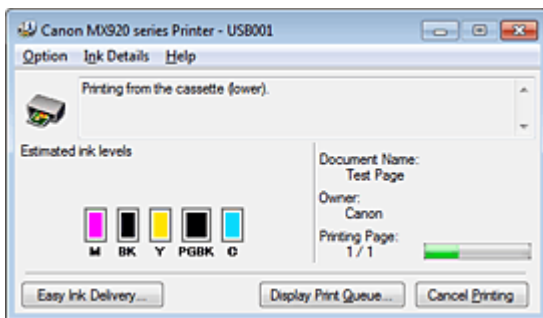 Canon MX920 series Printer - USB001
Option Ink Details Help
Printing from the cassette (lower).
Estimated ink levels
M BK Y PGBK C
Document Name:
Test Page
Owner:
Canon
Printing Page:
1 / 1
Easy Ink Delivery... Display Print Queue... Cancel Printing